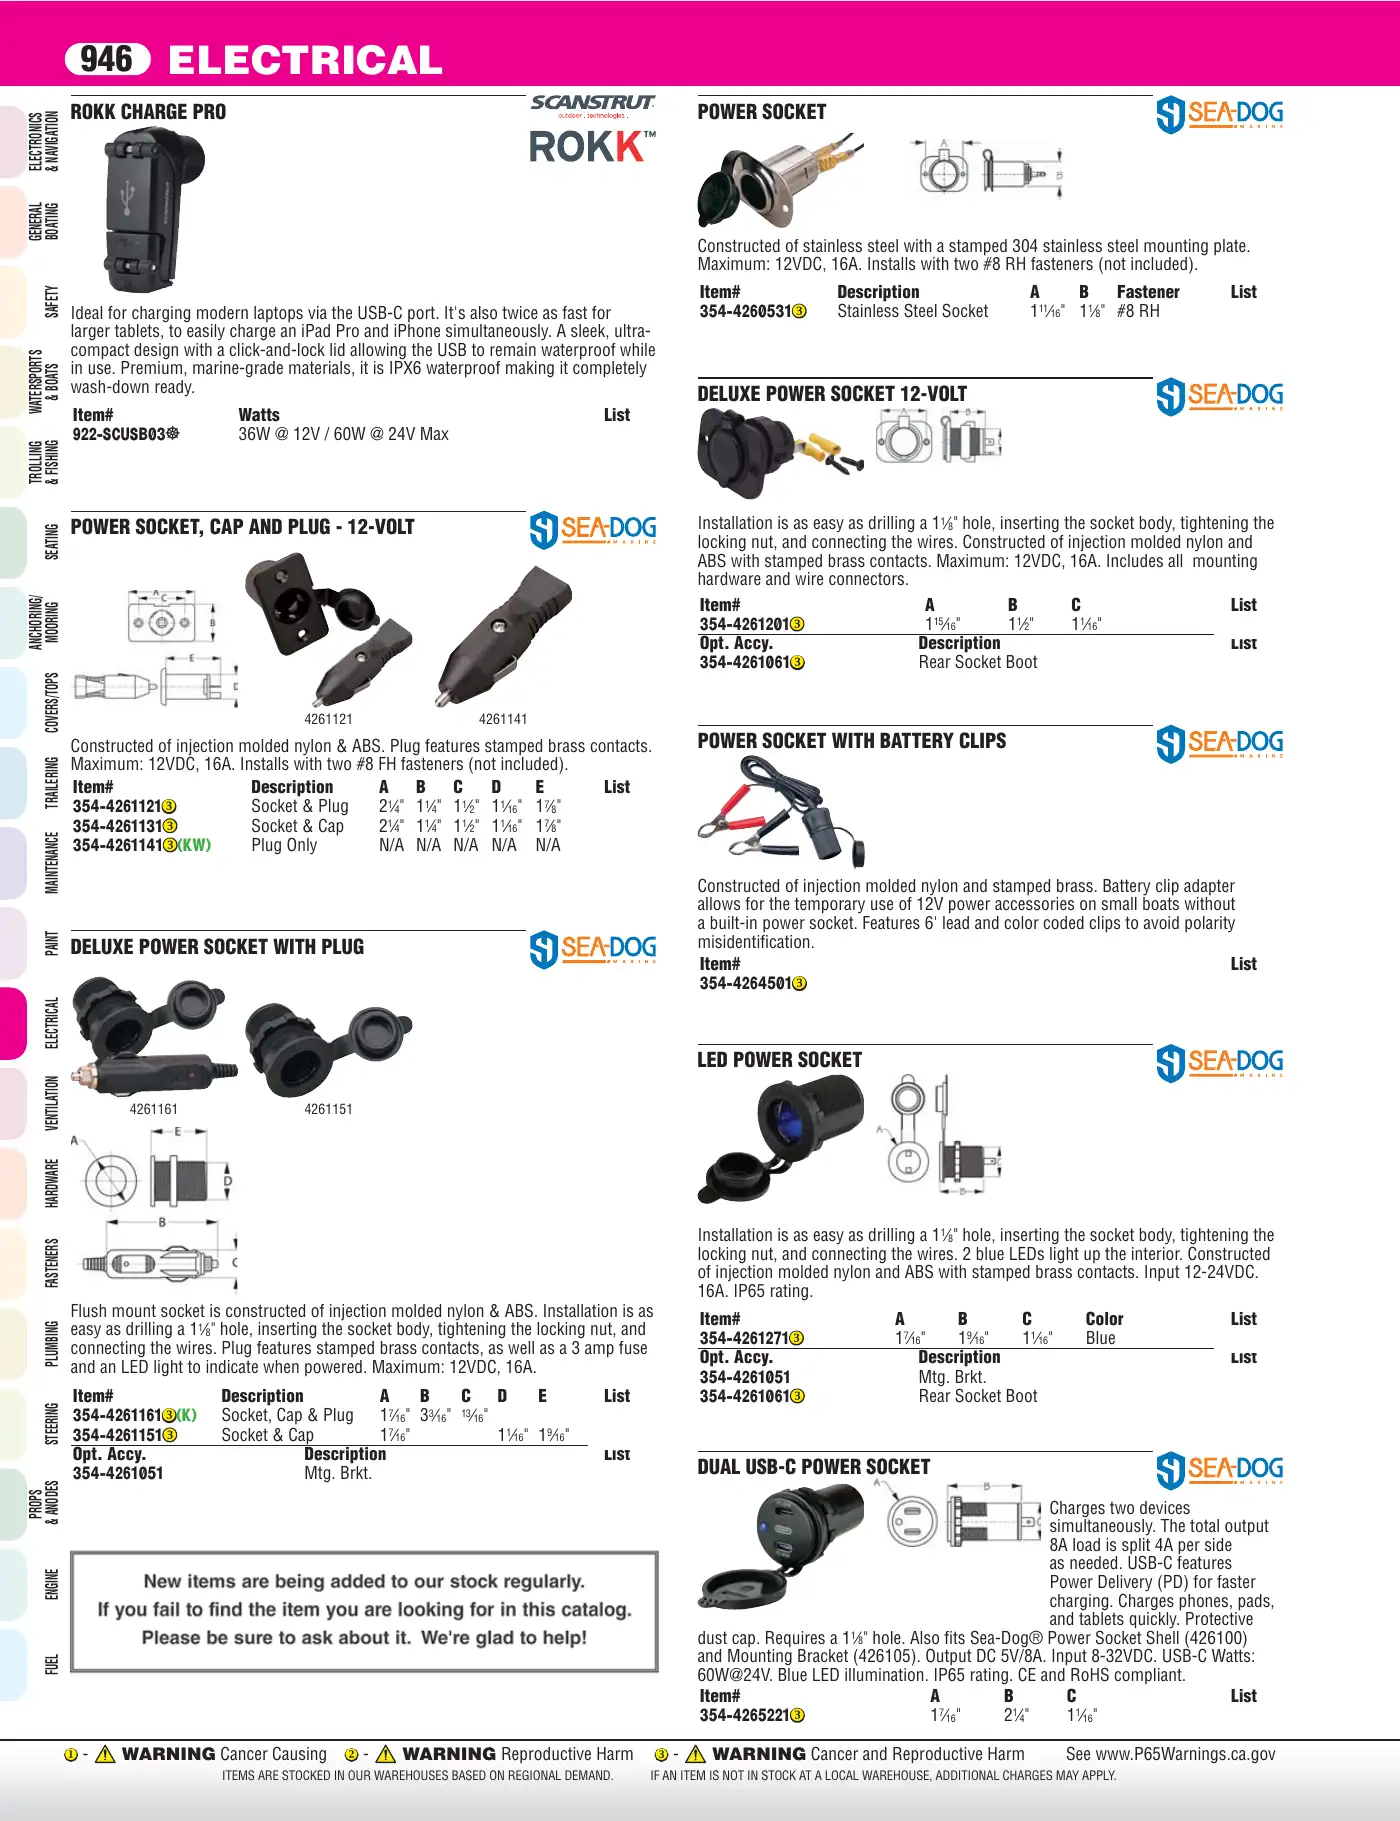 946 ELECTRICAL
ELECTRONICS
& NAVIGATION
GENERAL
BOATING
SAFETY
WATERSPORTS
& BOATS
TROLLING
& FISHING
SEATING
ANCHORING/
MOORING
COVERS/TOPS
TRAILERING
MAINTENANCE
PAINT
ELECTRICAL
VENTILATION
HARDWARE
FASTENERS
PLUMBING
STEERING
PROPS
& ANODES
ENGINE
FUEL
ROKK CHARGE PRO
SCANSTRUT
outdoor . technologies .
ROKK™
Ideal for charging modern laptops via the USB-C port. It's also twice as fast for
larger tablets, to easily charge an iPad Pro and iPhone simultaneously. A sleek, ultra-
compact design with a click-and-lock lid allowing the USB to remain waterproof while
in use. Premium, marine-grade materials, it is IPX6 waterproof making it completely
wash-down ready.
Item# Watts List
922-SCUSB03☸ 36W @ 12V / 60W @ 24V Max
POWER SOCKET, CAP AND PLUG - 12-VOLT
SEA-DOG
MARINE
A
C
B
E
D
4261121 4261141
Constructed of injection molded nylon & ABS. Plug features stamped brass contacts.
Maximum: 12VDC, 16A. Installs with two #8 FH fasteners (not included).
Item# Description A B C D E List
354-4261121③ Socket & Plug 2¼" 1¼" 1½" 1¹⁄₁₆" 1⅞"
354-4261131③ Socket & Cap 2¼" 1¼" 1½" 1¹⁄₁₆" 1⅞"
354-4261141③(KW) Plug Only N/A N/A N/A N/A N/A
DELUXE POWER SOCKET WITH PLUG
SEA-DOG
MARINE
4261161 4261151
A
E
D
B
C
Flush mount socket is constructed of injection molded nylon & ABS. Installation is as
easy as drilling a 1⅛" hole, inserting the socket body, tightening the locking nut, and
connecting the wires. Plug features stamped brass contacts, as well as a 3 amp fuse
and an LED light to indicate when powered. Maximum: 12VDC, 16A.
Item# Description A B C D E List
354-4261161③(K) Socket, Cap & Plug 1⁷⁄₁₆" 3³⁄₁₆" ¹³⁄₁₆"
354-4261151③ Socket & Cap 1⁷⁄₁₆" 1¹⁄₁₆" 1⁹⁄₁₆"
Opt. Accy. Description List
354-4261051 Mtg. Brkt.
New items are being added to our stock regularly.
If you fail to find the item you are looking for in this catalog.
Please be sure to ask about it. We're glad to help!
POWER SOCKET
SEA-DOG
MARINE
A
B
Constructed of stainless steel with a stamped 304 stainless steel mounting plate.
Maximum: 12VDC, 16A. Installs with two #8 RH fasteners (not included).
Item# Description A B Fastener List
354-4260531③ Stainless Steel Socket 1¹¹⁄₁₆" 1⅛" #8 RH
DELUXE POWER SOCKET 12-VOLT
SEA-DOG
MARINE
A B
C
Installation is as easy as drilling a 1⅛" hole, inserting the socket body, tightening the
locking nut, and connecting the wires. Constructed of injection molded nylon and
ABS with stamped brass contacts. Maximum: 12VDC, 16A. Includes all mounting
hardware and wire connectors.
Item# A B C List
354-4261201③ 1¹⁵⁄₁₆" 1½" 1¹⁄₁₆"
Opt. Accy. Description List
354-4261061③ Rear Socket Boot
POWER SOCKET WITH BATTERY CLIPS
SEA-DOG
MARINE
Constructed of injection molded nylon and stamped brass. Battery clip adapter
allows for the temporary use of 12V power accessories on small boats without
a built-in power socket. Features 6' lead and color coded clips to avoid polarity
misidentification.
Item# List
354-4264501③
LED POWER SOCKET
SEA-DOG
MARINE
A
C
B
Installation is as easy as drilling a 1⅛" hole, inserting the socket body, tightening the
locking nut, and connecting the wires. 2 blue LEDs light up the interior. Constructed
of injection molded nylon and ABS with stamped brass contacts. Input 12-24VDC.
16A. IP65 rating.
Item# A B C Color List
354-4261271③ 1⁷⁄₁₆" 1⁹⁄₁₆" 1¹⁄₁₆" Blue
Opt. Accy. Description List
354-4261051 Mtg. Brkt.
354-4261061③ Rear Socket Boot
DUAL USB-C POWER SOCKET
SEA-DOG
MARINE
A B
C
Charges two devices
simultaneously. The total output
8A load is split 4A per side
as needed. USB-C features
Power Delivery (PD) for faster
charging. Charges phones, pads,
and tablets quickly. Protective
dust cap. Requires a 1⅛" hole. Also fits Sea-Dog® Power Socket Shell (426100)
and Mounting Bracket (426105). Output DC 5V/8A. Input 8-32VDC. USB-C Watts:
60W@24V. Blue LED illumination. IP65 rating. CE and RoHS compliant.
Item# A B C List
354-4265221③ 1⁷⁄₁₆" 2¼" 1¹⁄₁₆"
① - ⚠ WARNING Cancer Causing ② - ⚠ WARNING Reproductive Harm ③ - ⚠ WARNING Cancer and Reproductive Harm See www.P65Warnings.ca.gov
ITEMS ARE STOCKED IN OUR WAREHOUSES BASED ON REGIONAL DEMAND. IF AN ITEM IS NOT IN STOCK AT A LOCAL WAREHOUSE, ADDITIONAL CHARGES MAY APPLY.